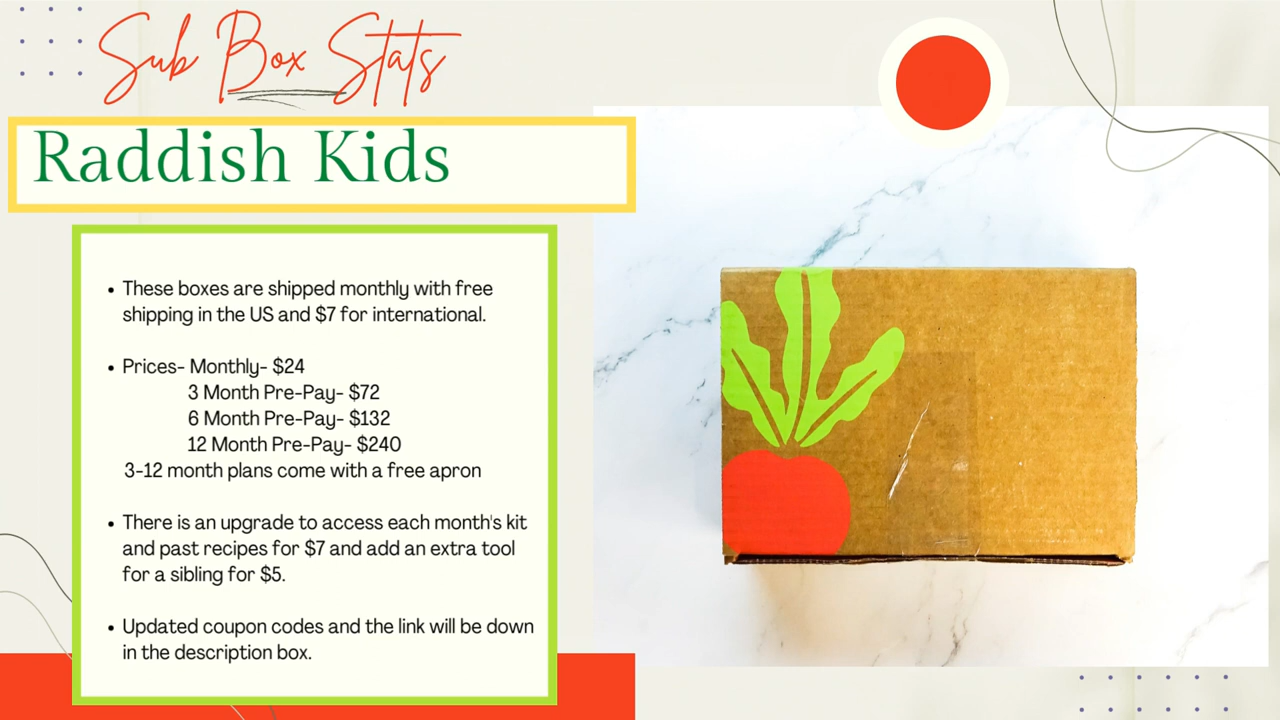 Sub Box Stats
Raddish Kids
• These boxes are shipped monthly with free
shipping in the US and $7 for international.
• Prices- Monthly- $24
3 Month Pre-Pay- $72
6 Month Pre-Pay- $132
12 Month Pre-Pay- $240
3-12 month plans come with a free apron
• There is an upgrade to access each month's kit
and past recipes for $7 and add an extra tool
for a sibling for $5.
• Updated coupon codes and the link will be down
in the description box.